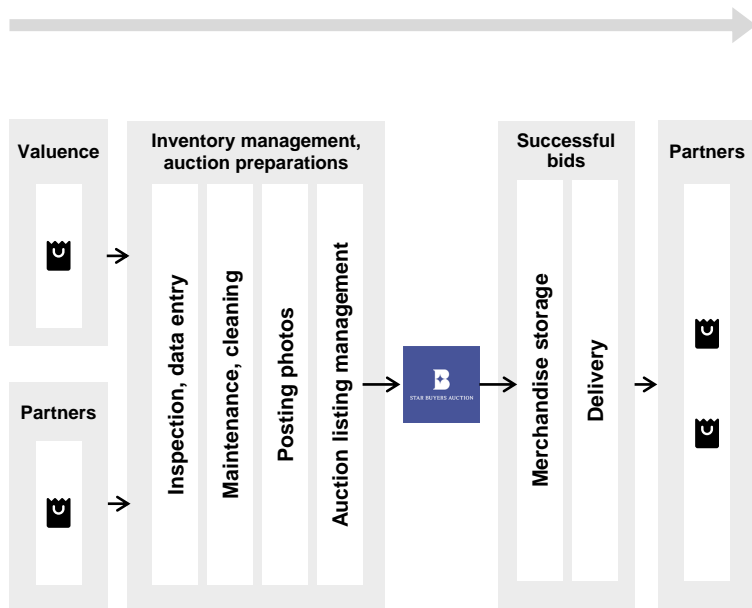 Valuence
Partners
Inventory management,
auction preparations
Inspection, data entry
Maintenance, cleaning
Posting photos
Auction listing management
B
STAR BUYERS AUCTION
Successful
bids
Merchandise storage
Delivery
Partners